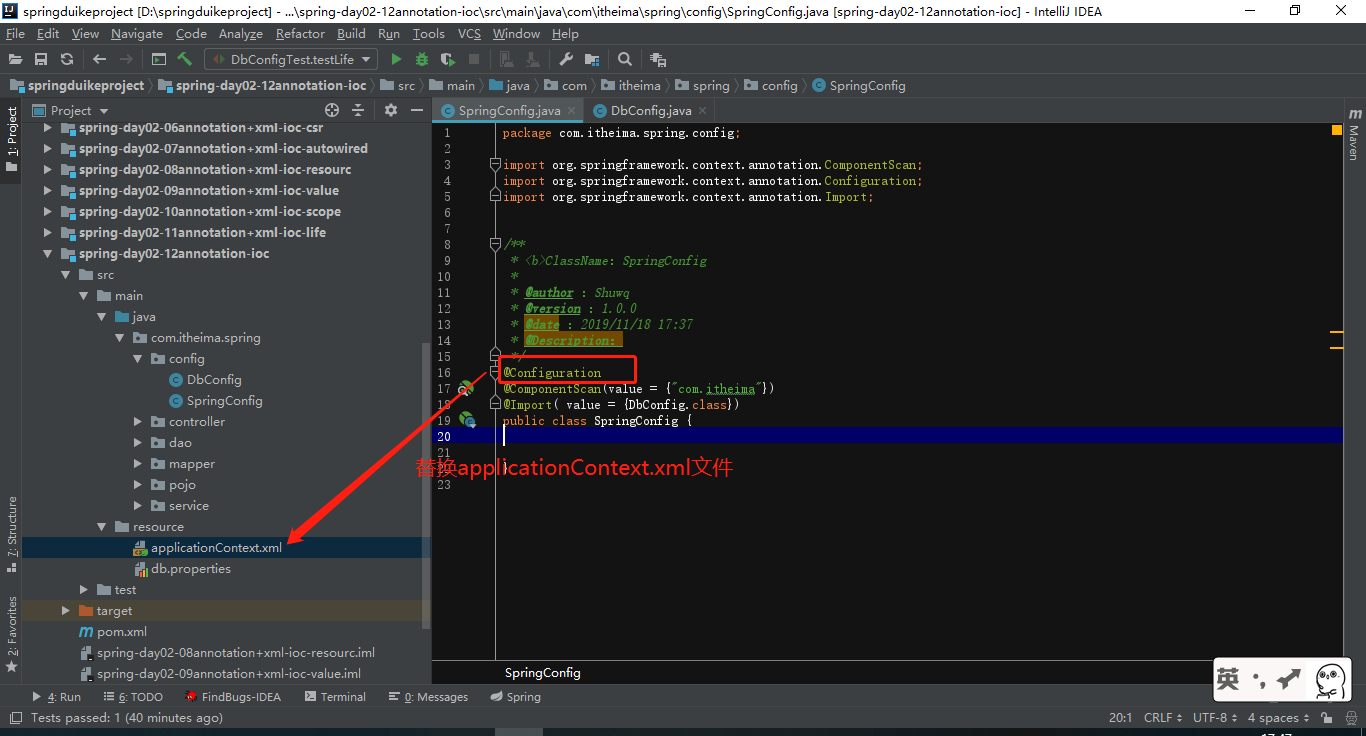 springduikeproject [D:\springduikeproject] - ...\spring-day02-12annotation-ioc\src\main\java\com\itheima\spring\config\SpringConfig.java [spring-day02-12annotation-ioc] - IntelliJ IDEA
File Edit View Navigate Code Analyze Refactor Build Run Tools VCS Window Help
DbConfigTest.testLife
springduikeproject spring-day02-12annotation-ioc src main java com itheima spring config SpringConfig
Project
SpringConfig.java
DbConfig.java
1: Project
7: Structure
2: Favorites
Maven
spring-day02-06annotation+xml-ioc-csr
spring-day02-07annotation+xml-ioc-autowired
spring-day02-08annotation+xml-ioc-resourc
spring-day02-09annotation+xml-ioc-value
spring-day02-10annotation+xml-ioc-scope
spring-day02-11annotation+xml-ioc-life
spring-day02-12annotation-ioc
src
main
java
com.itheima.spring
config
DbConfig
SpringConfig
controller
dao
mapper
pojo
service
resource
applicationContext.xml
db.properties
test
target
pom.xml
spring-day02-08annotation+xml-ioc-resourc.iml
spring-day02-09annotation+xml-ioc-value.iml
1 package com.itheima.spring.config;
2
3 import org.springframework.context.annotation.ComponentScan;
4 import org.springframework.context.annotation.Configuration;
5 import org.springframework.context.annotation.Import;
6
7
8 /**
9 * <b>ClassName: SpringConfig
10 *
11 * @author : Shuwq
12 * @version : 1.0.0
13 * @date : 2019/11/18 17:37
14 * @Description:
15 */
16 @Configuration
17 @ComponentScan(value = {"com.itheima"})
18 @Import( value = {DbConfig.class})
19 public class SpringConfig {
20
21
替换applicationContext.xml文件
23
SpringConfig
英
4: Run 6: TODO FindBugs-IDEA Terminal 0: Messages Spring
Tests passed: 1 (40 minutes ago)
20:1 CRLF UTF-8 4 spaces